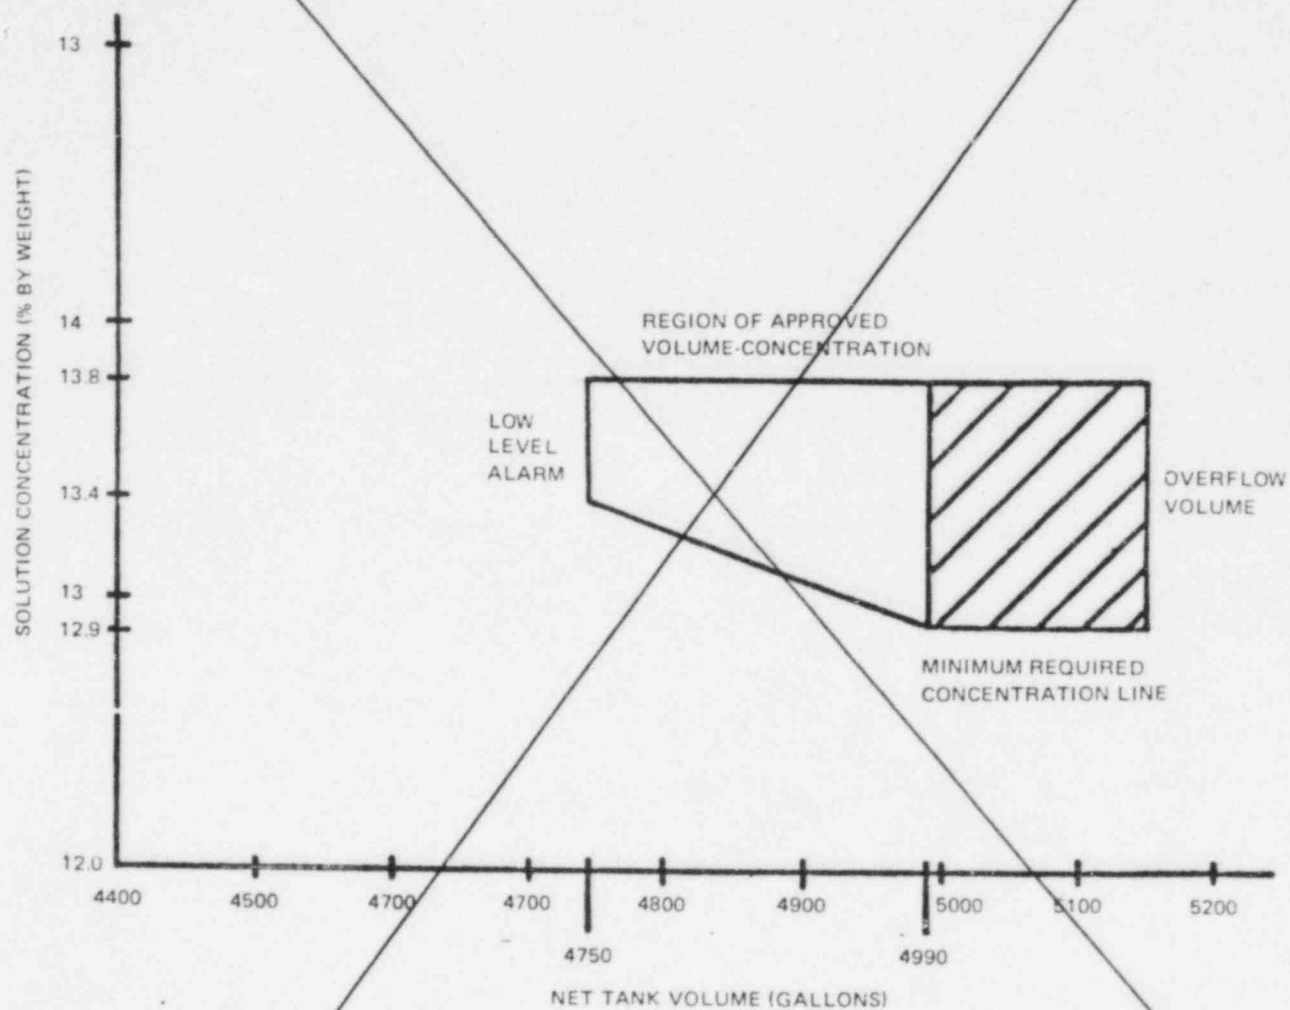 13
SOLUTION CONCENTRATION (% BY WEIGHT)
14
REGION OF APPROVED
VOLUME-CONCENTRATION
13.8
LOW
LEVEL
ALARM
13.4
OVERFLOW
VOLUME
13
12.9
MINIMUM REQUIRED
CONCENTRATION LINE
12.0
4400 4500 4700 4700 4800 4900 5000 5100 5200
4750 4990
NET TANK VOLUME (GALLONS)